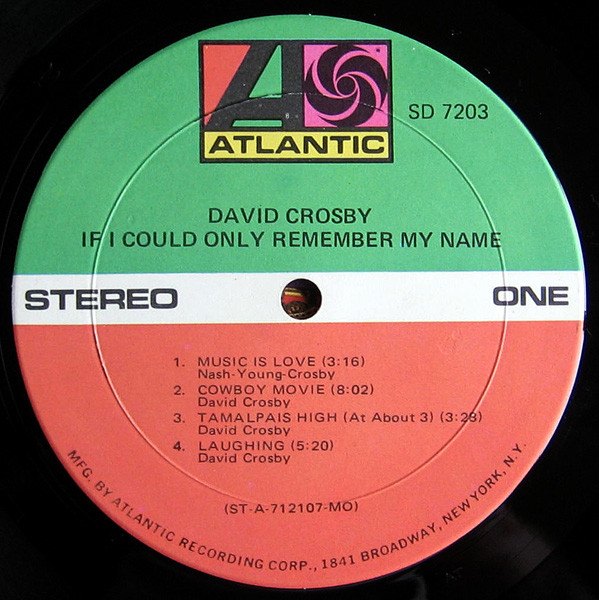 SD 7203
ATLANTIC
DAVID CROSBY
IF I COULD ONLY REMEMBER MY NAME
STEREO
ONE
1. MUSIC IS LOVE (3:16)
Nash-Young-Crosby
2. COWBOY MOVIE (8:02)
David Crosby
3. TAMALPAIS HIGH (At About 3) (3:28)
David Crosby
4. LAUGHING (5:20)
David Crosby
(ST-A-712107-MO)
MFG. BY ATLANTIC RECORDING CORP., 1841 BROADWAY, NEW YORK, N.Y.